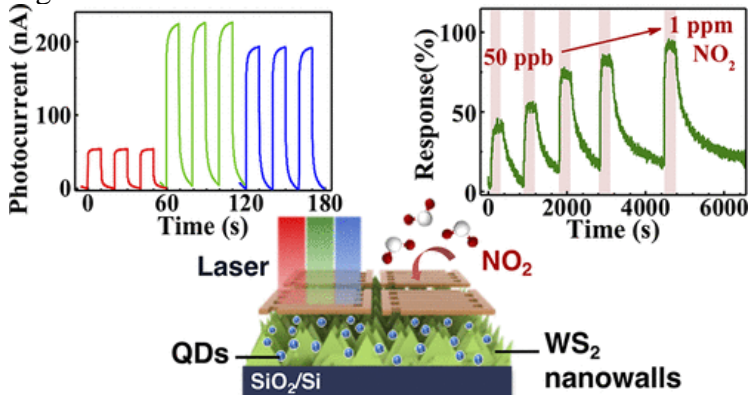 Photocurrent (nA)
200
100
0
0
60
120
180
Time (s)
Response(%)
100
50
0
50 ppb
1 ppm
NO₂
0
2000
4000
6000
Time (s)
Laser
NO₂
QDs
WS₂
nanowalls
SiO₂/Si